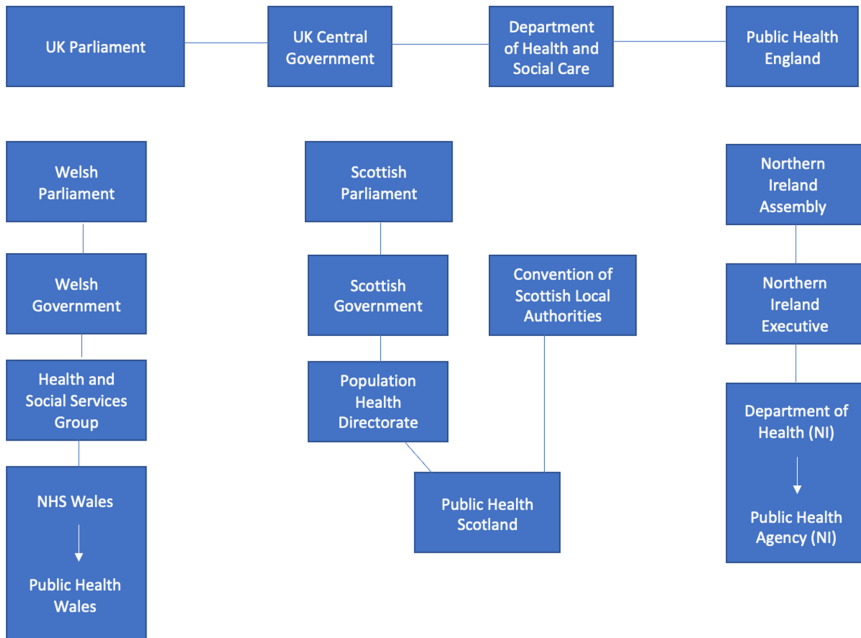 UK Parliament
UK Central
Government
Department
of Health and
Social Care
Public Health
England
Welsh
Parliament
Scottish
Parliament
Northern
Ireland
Assembly
Welsh
Government
Scottish
Government
Convention of
Scottish Local
Authorities
Northern
Ireland
Executive
Health and
Social Services
Group
Population
Health
Directorate
Department of
Health (NI)
NHS Wales
Public Health
Scotland
Public Health
Agency (NI)
Public Health
Wales